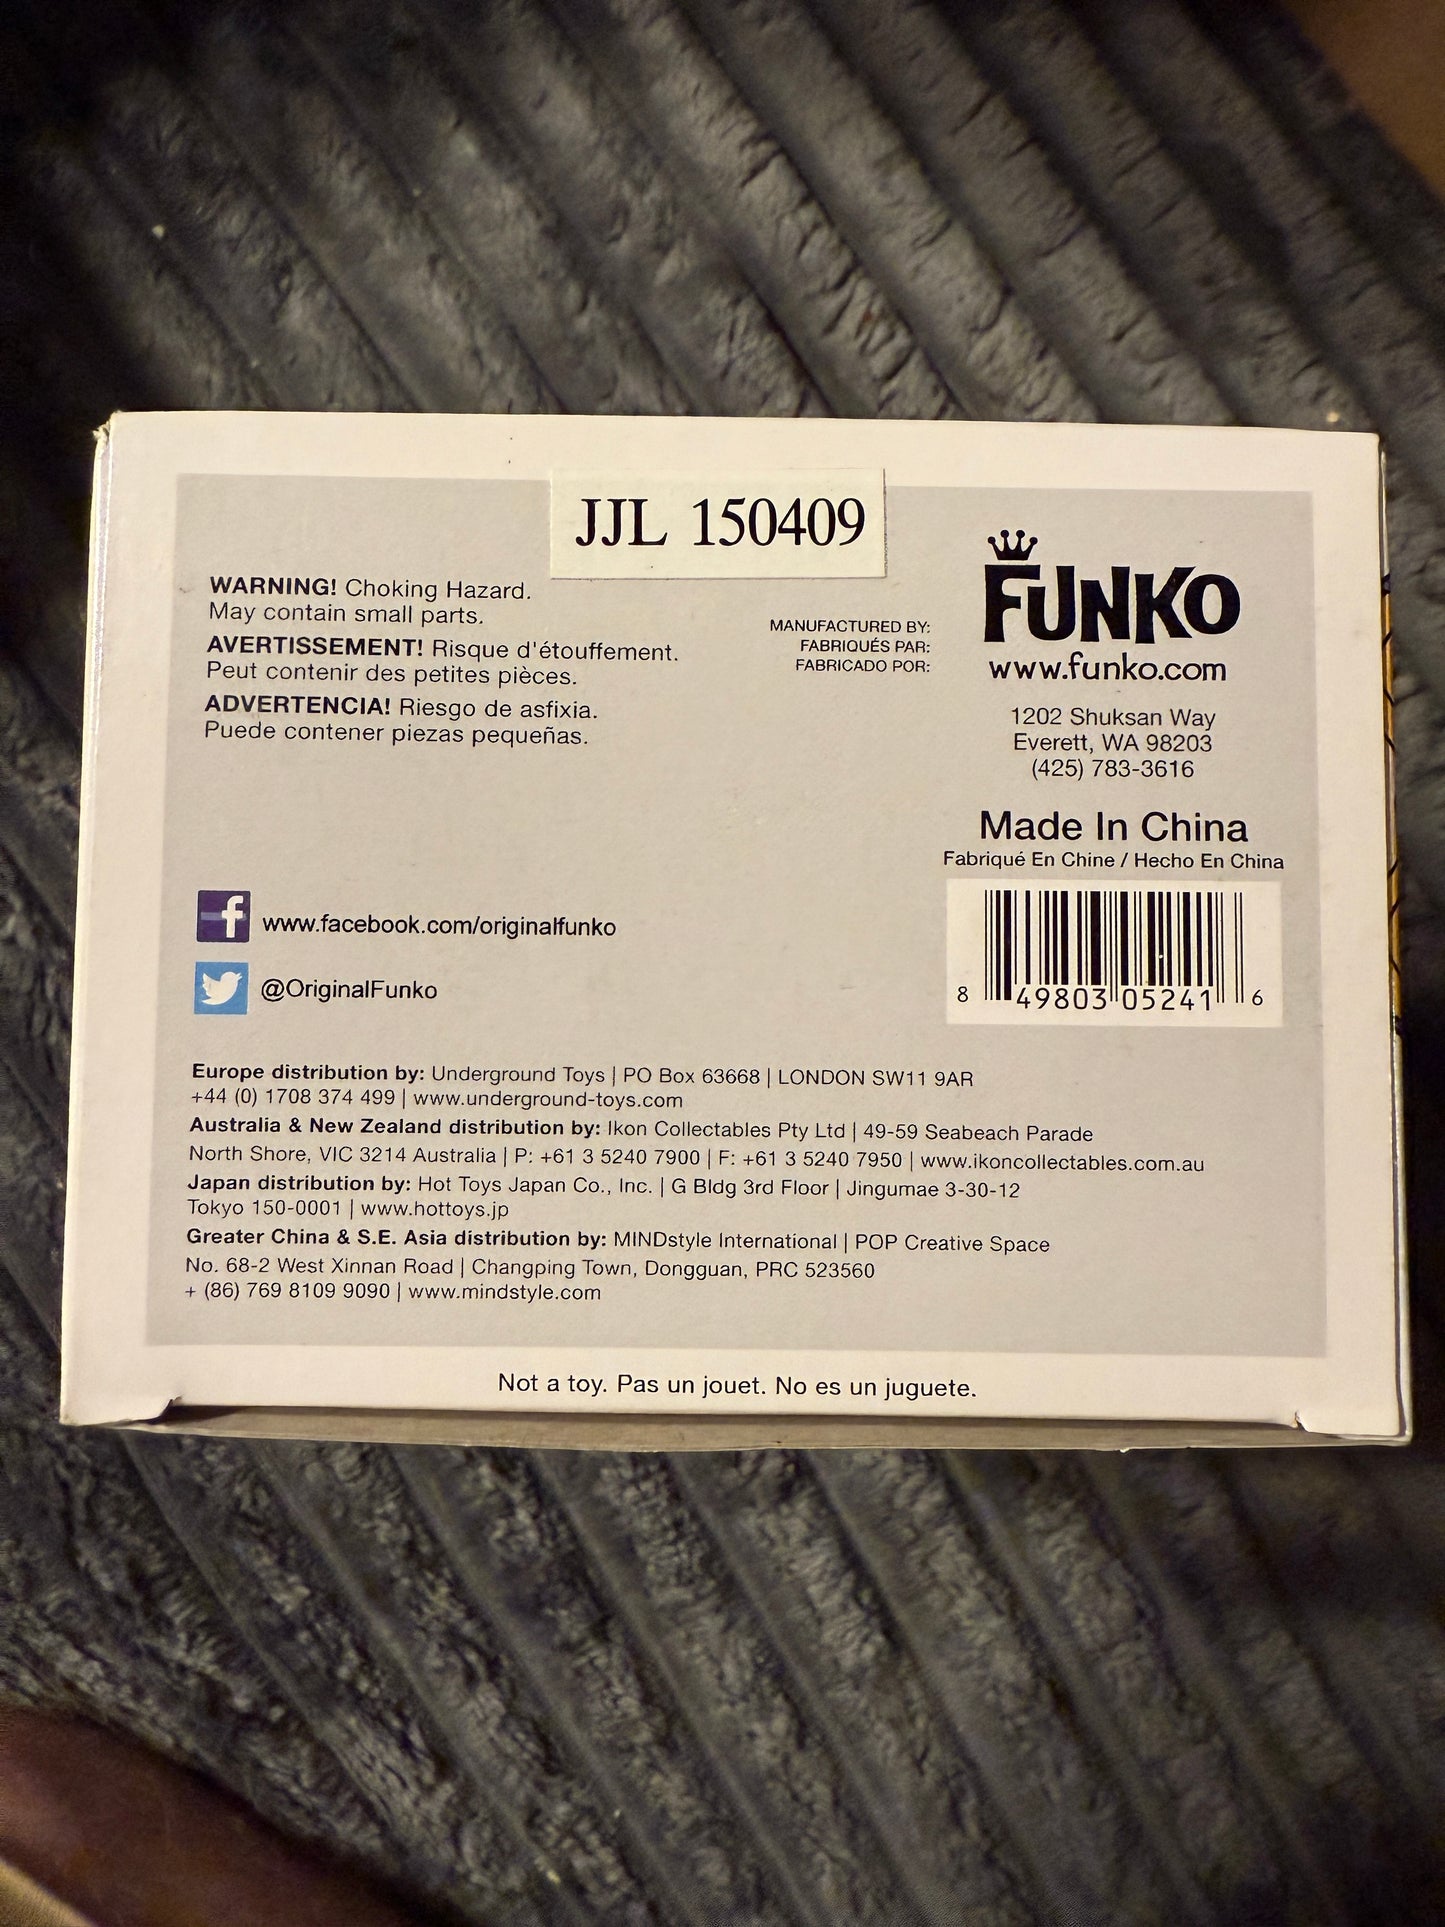 JJL 150409
WARNING! Choking Hazard.
May contain small parts.
AVERTISSEMENT! Risque d'étouffement.
Peut contenir des petites pièces.
ADVERTENCIA! Riesgo de asfixia.
Puede contener piezas pequeñas.
MANUFACTURED BY:
FABRIQUÉS PAR:
FABRICADO POR:
FUNKO
www.funko.com
1202 Shuksan Way
Everett, WA 98203
(425) 783-3616
Made In China
Fabriqué En Chine / Hecho En China
8 49803 05241 6
f www.facebook.com/originalfunko
@OriginalFunko
Europe distribution by: Underground Toys | PO Box 63668 | LONDON SW11 9AR
+44 (0) 1708 374 499 | www.underground-toys.com
Australia & New Zealand distribution by: Ikon Collectables Pty Ltd | 49-59 Seabeach Parade
North Shore, VIC 3214 Australia | P: +61 3 5240 7900 | F: +61 3 5240 7950 | www.ikoncollectables.com.au
Japan distribution by: Hot Toys Japan Co., Inc. | G Bldg 3rd Floor | Jingumae 3-30-12
Tokyo 150-0001 | www.hottoys.jp
Greater China & S.E. Asia distribution by: MINDstyle International | POP Creative Space
No. 68-2 West Xinnan Road | Changping Town, Dongguan, PRC 523560
+ (86) 769 8109 9090 | www.mindstyle.com
Not a toy. Pas un jouet. No es un juguete.